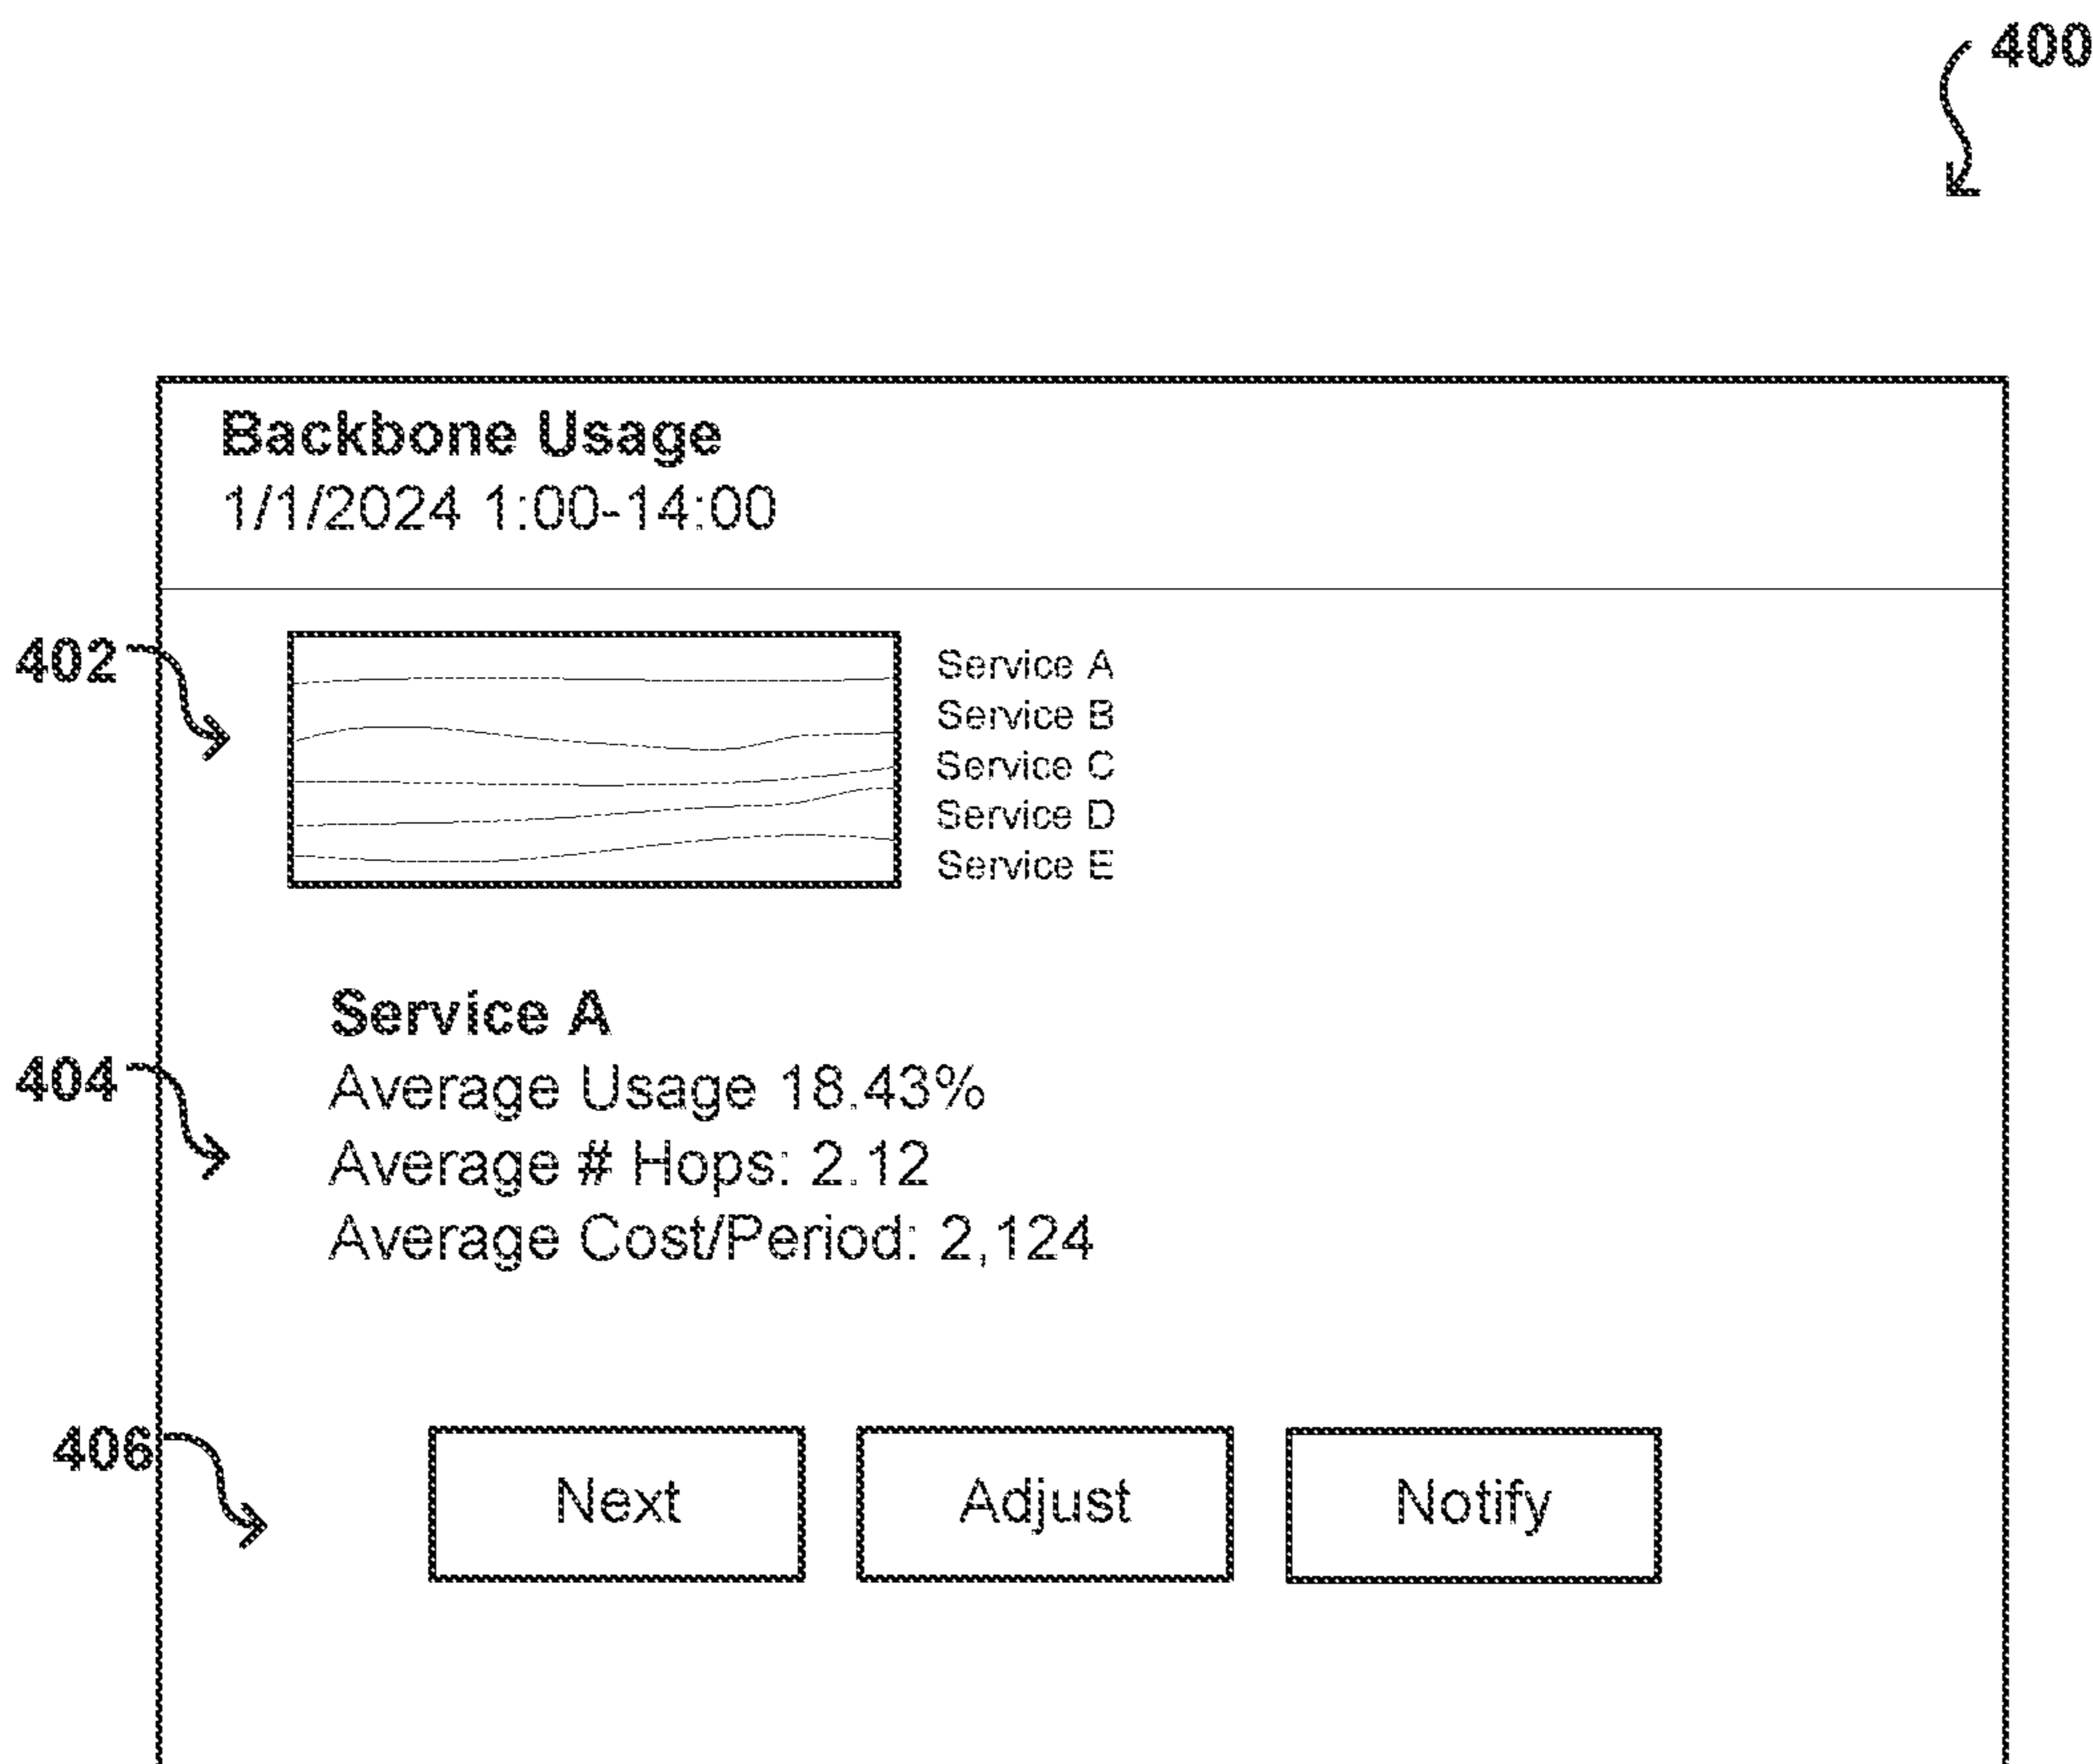 400
Backbone Usage
1/1/2024 1:00-14:00
402
Service A
Service B
Service C
Service D
Service E
Service A
404
Average Usage 18.43%
Average # Hops: 2.12
Average Cost/Period: 2,124
406
Next
Adjust
Notify